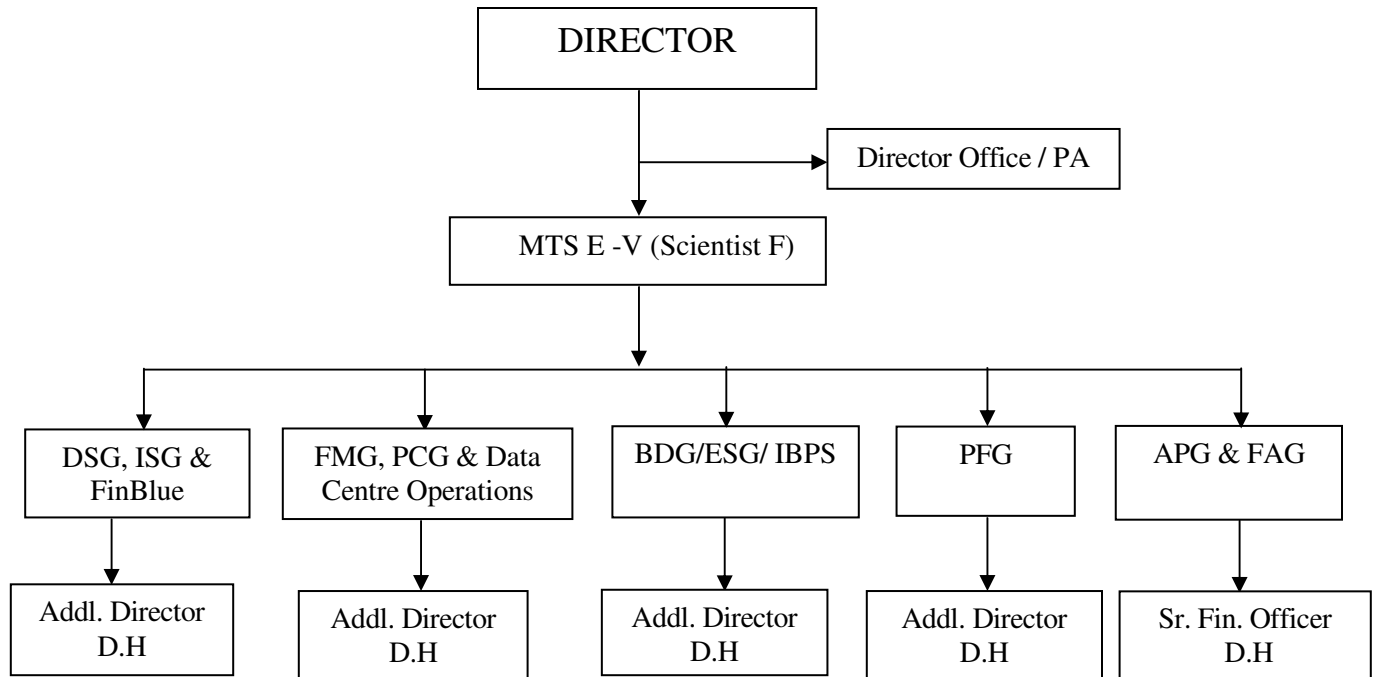 DIRECTOR
Director Office / PA
MTS E -V (Scientist F)
DSG, ISG &
FinBlue
FMG, PCG & Data
Centre Operations
BDG/ESG/ IBPS
PFG
APG & FAG
Addl. Director
D.H
Addl. Director
D.H
Addl. Director
D.H
Addl. Director
D.H
Sr. Fin. Officer
D.H